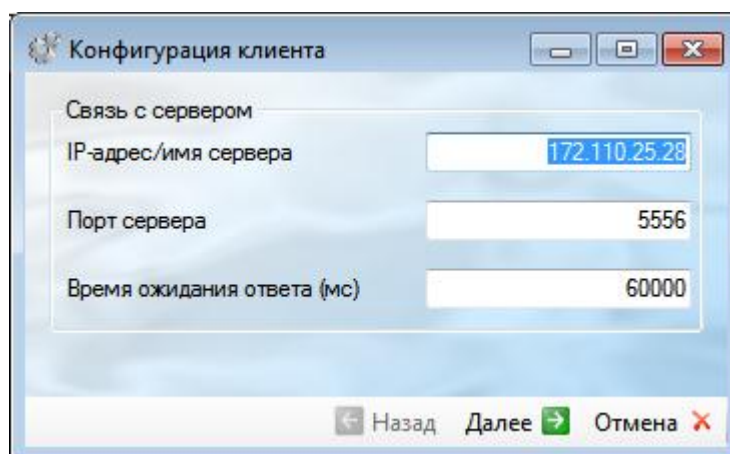 Конфигурация клиента
Связь с сервером
IP-адрес/имя сервера 172.110.25.28
Порт сервера 5556
Время ожидания ответа (мс) 60000
Назад Далее Отмена